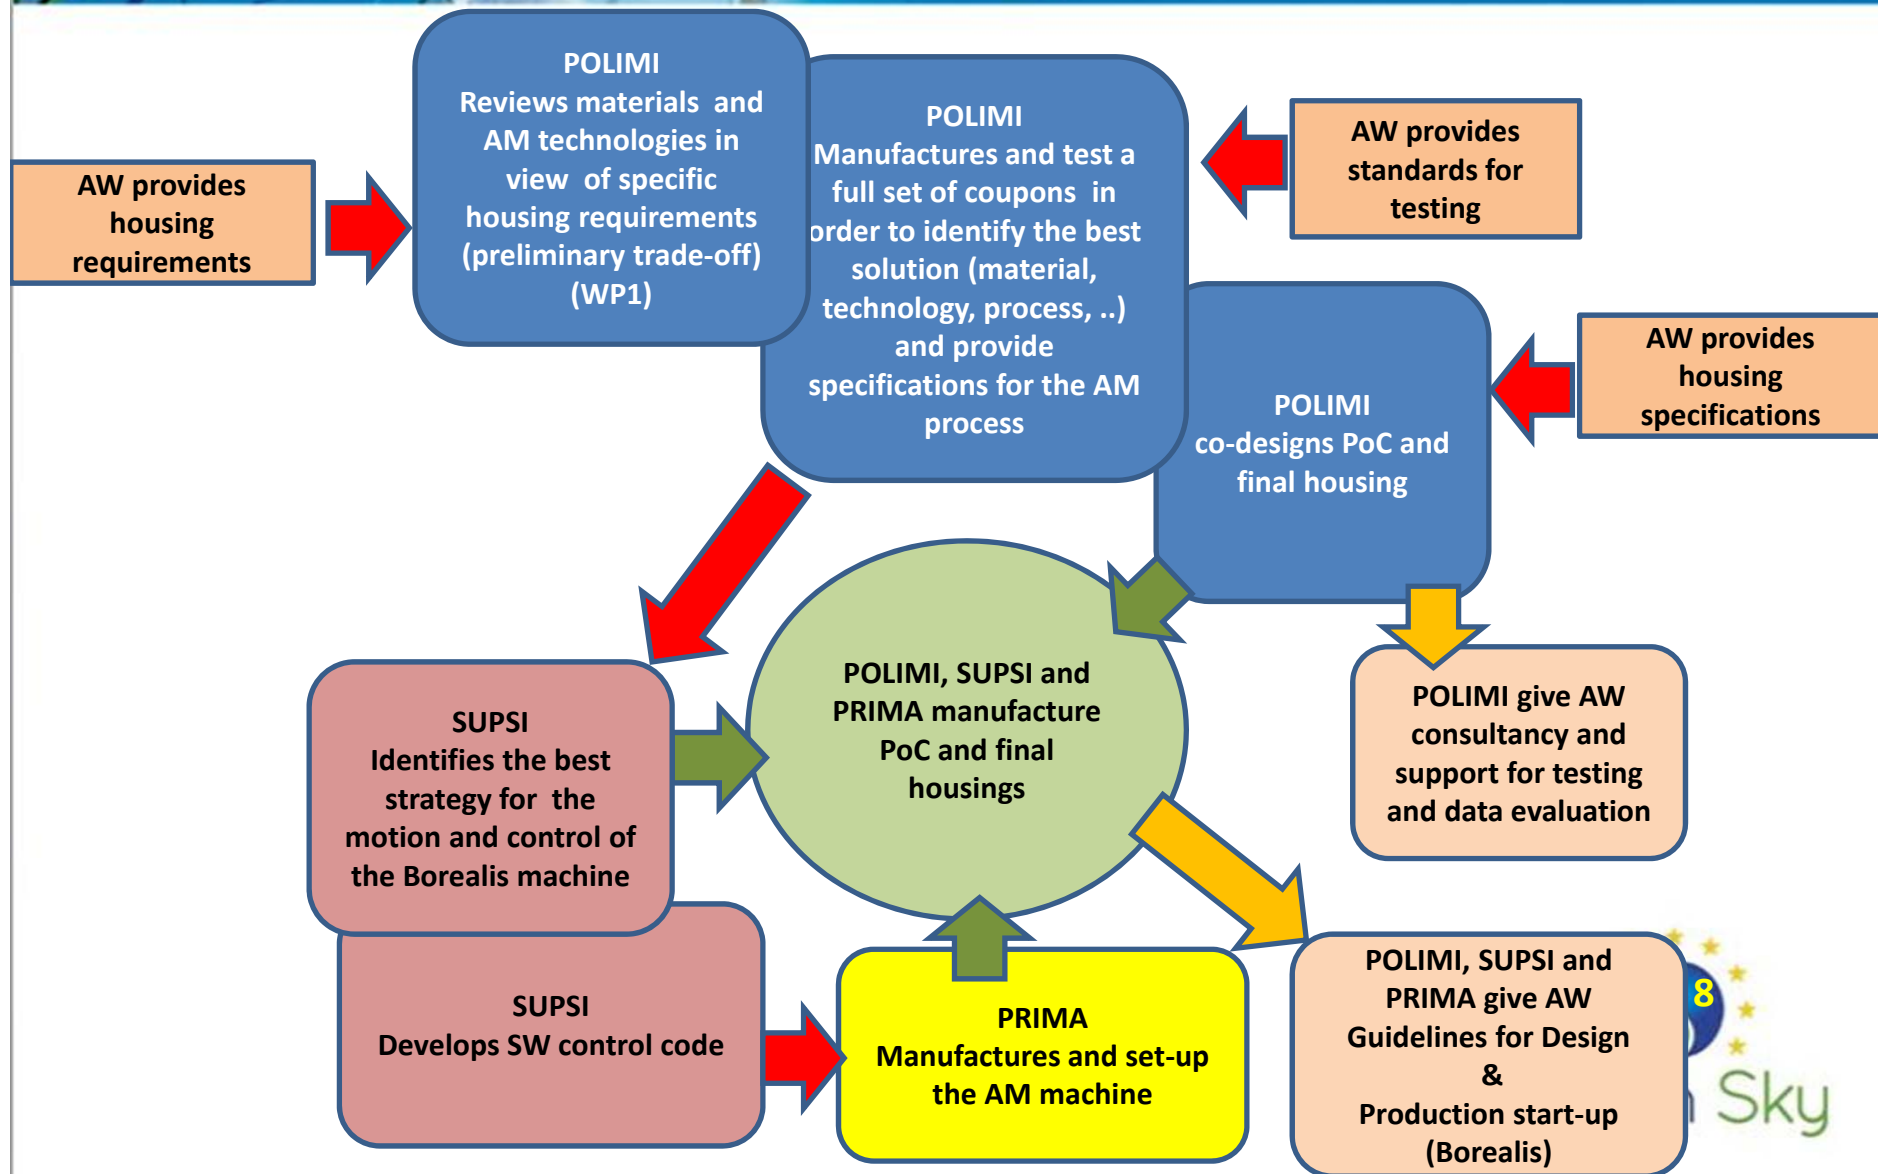 POLIMI
Reviews materials and
AM technologies in
view of specific
housing requirements
(preliminary trade-off)
(WP1)
AW provides
housing
requirements
POLIMI
Manufactures and test a
full set of coupons in
order to identify the best
solution (material,
technology, process, ..)
and provide
specifications for the AM
process
AW provides
standards for
testing
POLIMI
co-designs PoC and
final housing
AW provides
housing
specifications
POLIMI, SUPSI and
PRIMA manufacture
PoC and final
housings
POLIMI give AW
consultancy and
support for testing
and data evaluation
SUPSI
Identifies the best
strategy for the
motion and control of
the Borealis machine
SUPSI
Develops SW control code
PRIMA
Manufactures and set-up
the AM machine
POLIMI, SUPSI and
PRIMA give AW
Guidelines for Design
&
Production start-up
(Borealis)
8
Sky